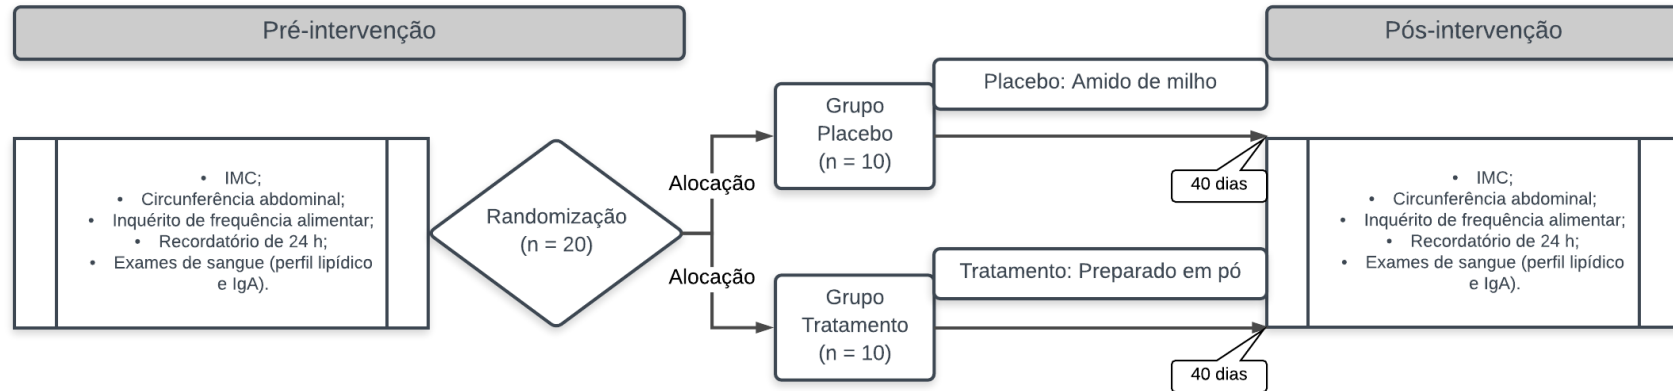 Pré-intervenção
Pós-intervenção
• IMC;
• Circunferência abdominal;
• Inquérito de frequência alimentar;
• Recordatório de 24 h;
• Exames de sangue (perfil lipídico
e IgA).
Randomização
(n = 20)
Alocação
Alocação
Grupo
Placebo
(n = 10)
Placebo: Amido de milho
40 dias
Grupo
Tratamento
(n = 10)
Tratamento: Preparado em pó
40 dias
• IMC;
• Circunferência abdominal;
• Inquérito de frequência alimentar;
• Recordatório de 24 h;
• Exames de sangue (perfil lipídico
e IgA).